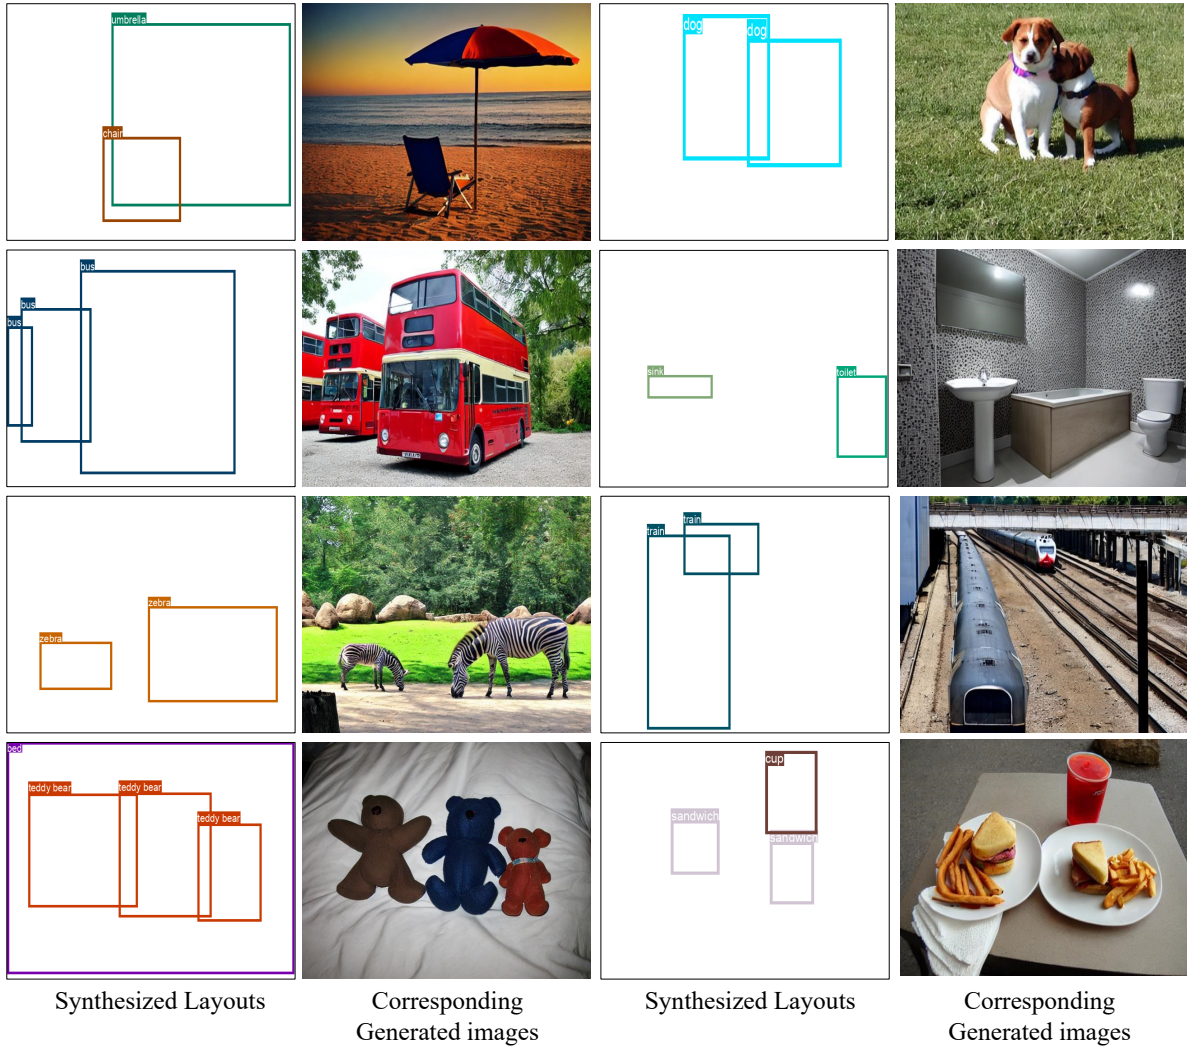 umbrella
chair
dog
dog
bus
bus
bus
sink
toilet
zebra
zebra
train
train
bed
teddy bear
teddy bear
teddy bear
cup
sandwich
sandwich
Synthesized Layouts
Corresponding
Generated images
Synthesized Layouts
Corresponding
Generated images